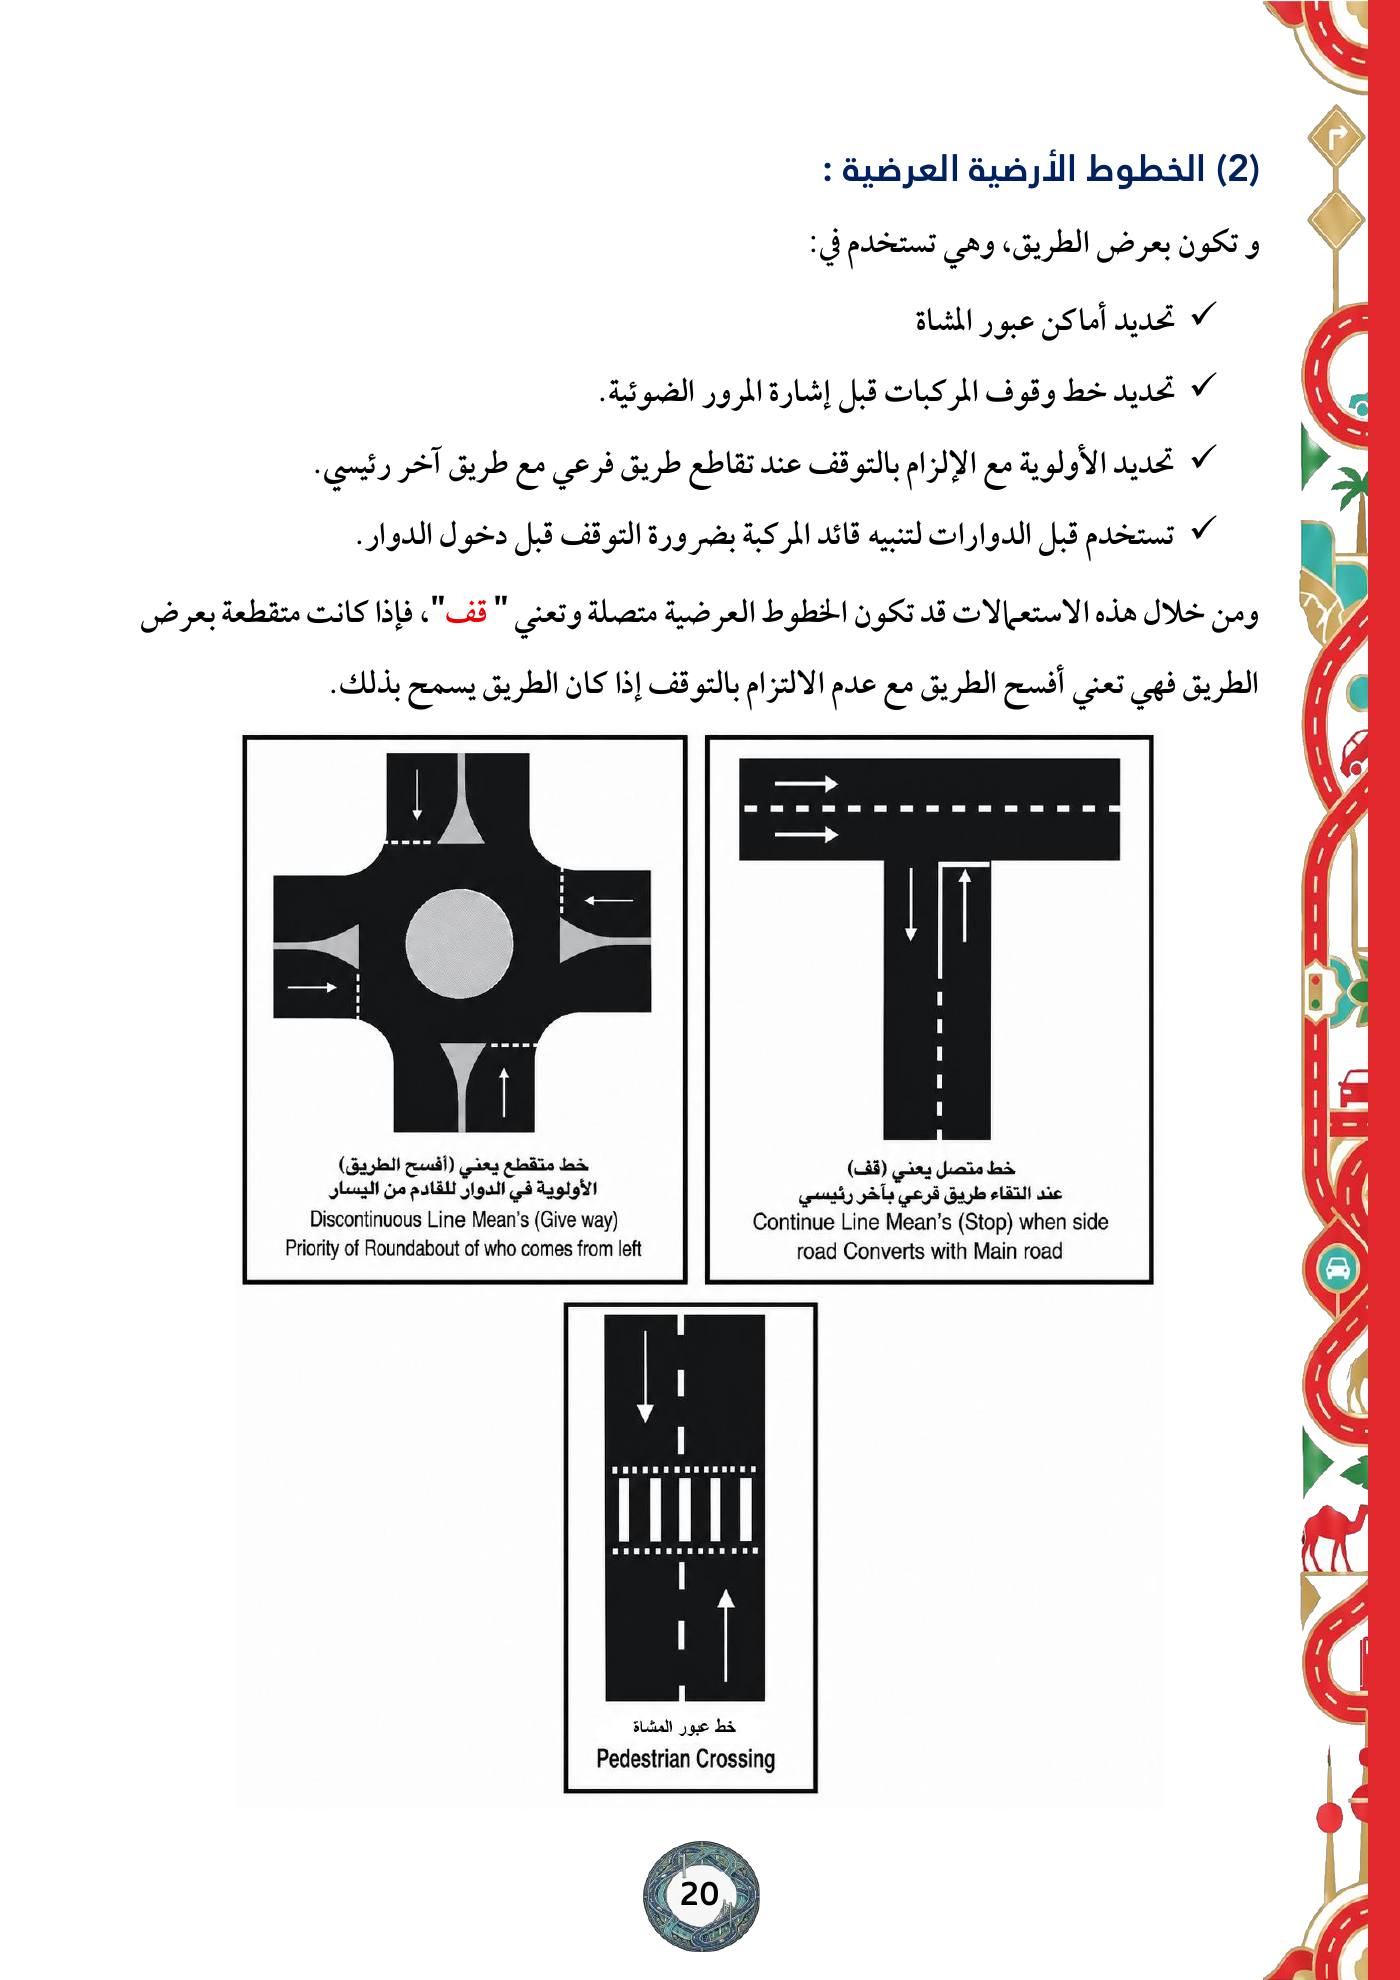 (2) الخطوط الأرضية العرضية :
و تكون بعرض الطريق، وهي تستخدم في:
✓ تحديد أماكن عبور المشاة
✓ تحديد خط وقوف المركبات قبل إشارة المرور الضوئية.
✓ تحديد الأولوية مع الإلزام بالتوقف عند تقاطع طريق فرعي مع طريق آخر رئيسي.
✓ تستخدم قبل الدوارات لتنبيه قائد المركبة بضرورة التوقف قبل دخول الدوار.
ومن خلال هذه الاستعمالات قد تكون الخطوط العرضية متصلة وتعني " قف"، فإذا كانت متقطعة بعرض
الطريق فهي تعني أفسح الطريق مع عدم الالتزام بالتوقف إذا كان الطريق يسمح بذلك.
خط متصل يعني (قف)
عند التقاء طريق فرعي بآخر رئيسي
Continue Line Mean's (Stop) when side
road Converts with Main road
خط متقطع يعني (أفسح الطريق)
الأولوية في الدوار للقادم من اليسار
Discontinuous Line Mean's (Give way)
Priority of Roundabout of who comes from left
خط عبور المشاة
Pedestrian Crossing
20